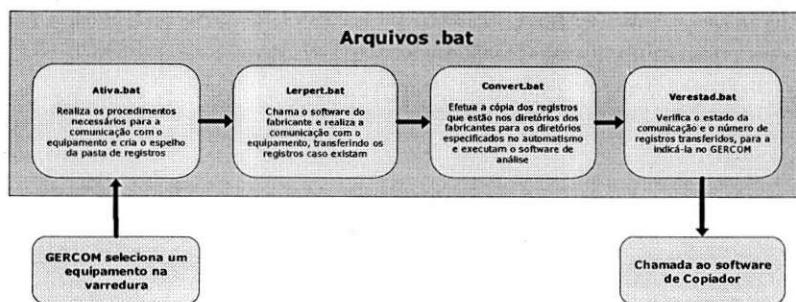 Arquivos .bat
Ativa.bat
Realiza os procedimentos
necessários para a
comunicação com o
equipamento e cria o espelho
da pasta de registros
Lerpert.bat
Chama o software do
fabricante e realiza a
comunicação com o
equipamento, transferindo os
registros caso existam
Convert.bat
Efetua a cópia dos registros
que estão nos diretórios dos
fabricantes para os diretórios
especificados no automatismo
e executam o software de
análise
Verestad.bat
Verifica o estado da
comunicação e o número de
registros transferidos, para a
indicá-la no GERCOM
GERCOM seleciona um
equipamento na
varredura
Chamada ao software
de Copiador